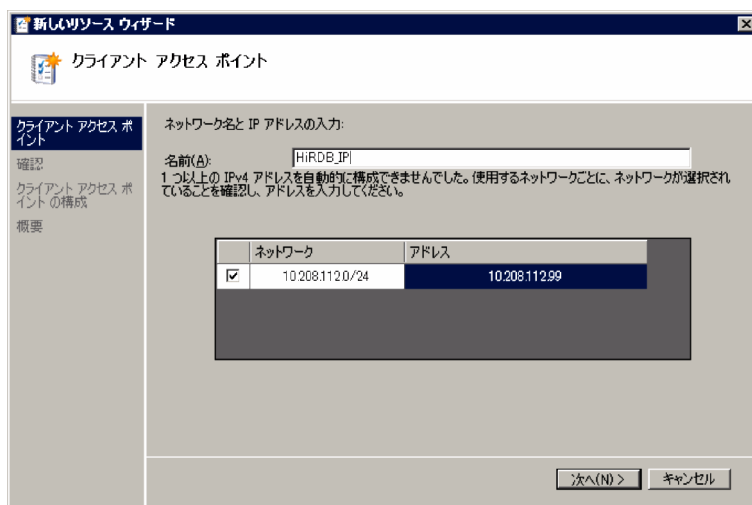 新しいリソース ウィザード
クライアント アクセス ポイント
クライアント アクセス ポ
イント
確認
クライアント アクセス ポ
イントの構成
概要
ネットワーク名と IP アドレスの入力:
名前(A): HiRDB_IP
1 つ以上の IPv4 アドレスを自動的に構成できませんでした。使用するネットワークごとに、ネットワークが選択され
ていることを確認し、アドレスを入力してください。
ネットワーク アドレス
10.208.112.0/24 10.208.112.99
次へ(N) > キャンセル